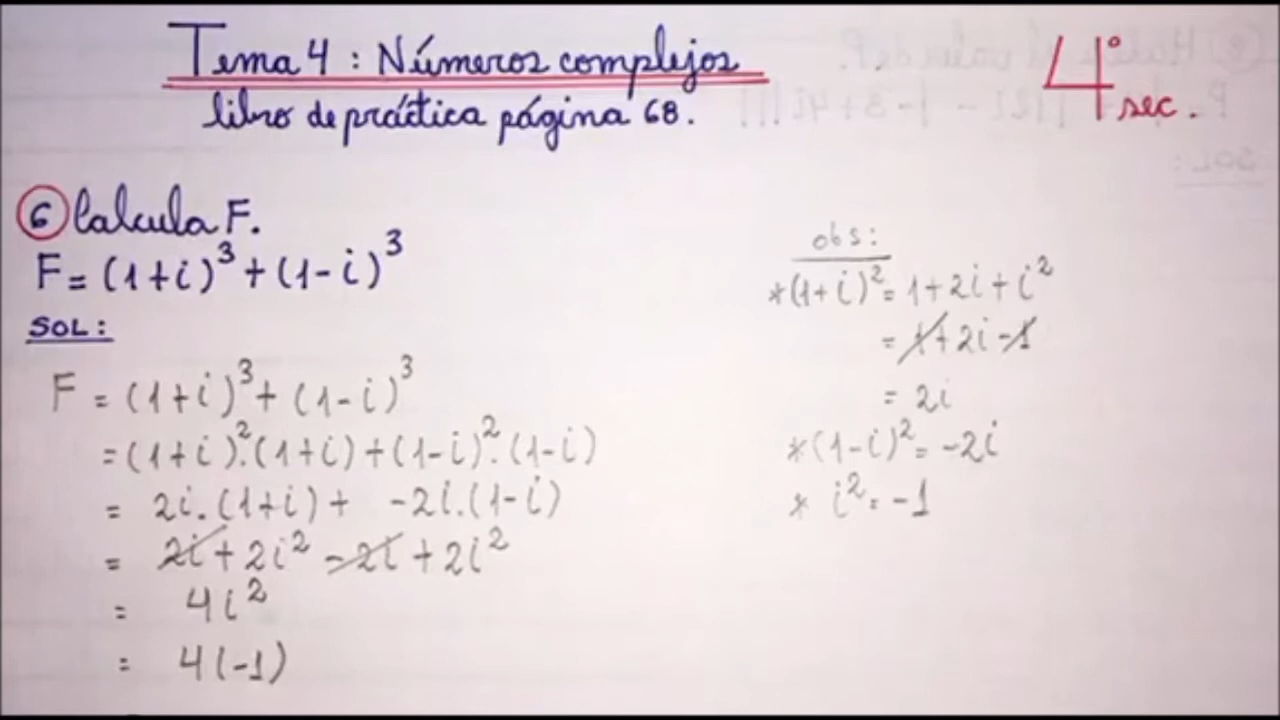 Tema 4 : Números complejos
libro de práctica página 68.
4° sec.
6 Calcula F.
F = (1+i)³ + (1-i)³
SOL:
F = (1+i)³ + (1-i)³
= (1+i)².(1+i) + (1-i)².(1-i)
= 2i.(1+i) + -2i.(1-i)
= 2i + 2i² - 2i + 2i²
= 4i²
= 4(-1)
obs:
*(1+i)² = 1+2i+i²
= 1+2i-1
= 2i
*(1-i)² = -2i
* i² = -1